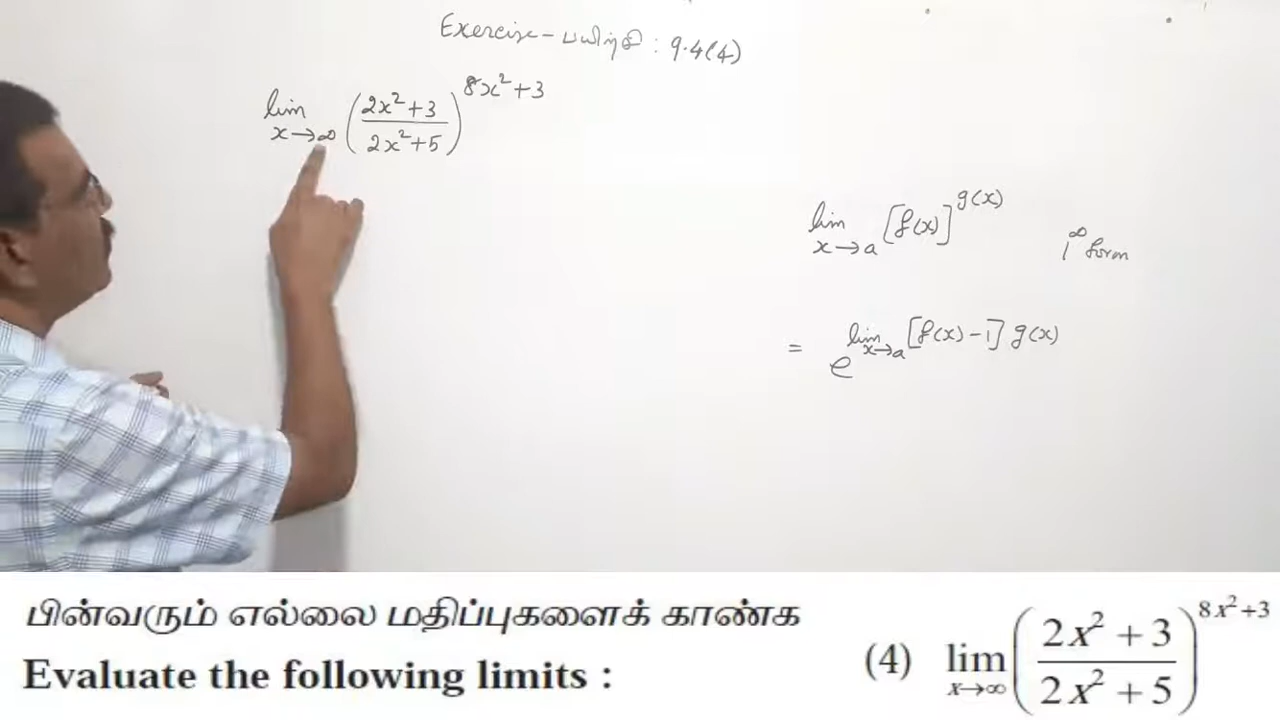 Exercise - பயிற்சி : 9.4(4)
lim x→∞ ((2x²+3)/(2x²+5))^(8x²+3)
lim x→a [f(x)]^g(x) 1^∞ form
= e^(lim x→a [f(x)-1] g(x))
பின்வரும் எல்லை மதிப்புகளைக் காண்க
Evaluate the following limits :
(4) lim x→∞ ((2x²+3)/(2x²+5))^(8x²+3)